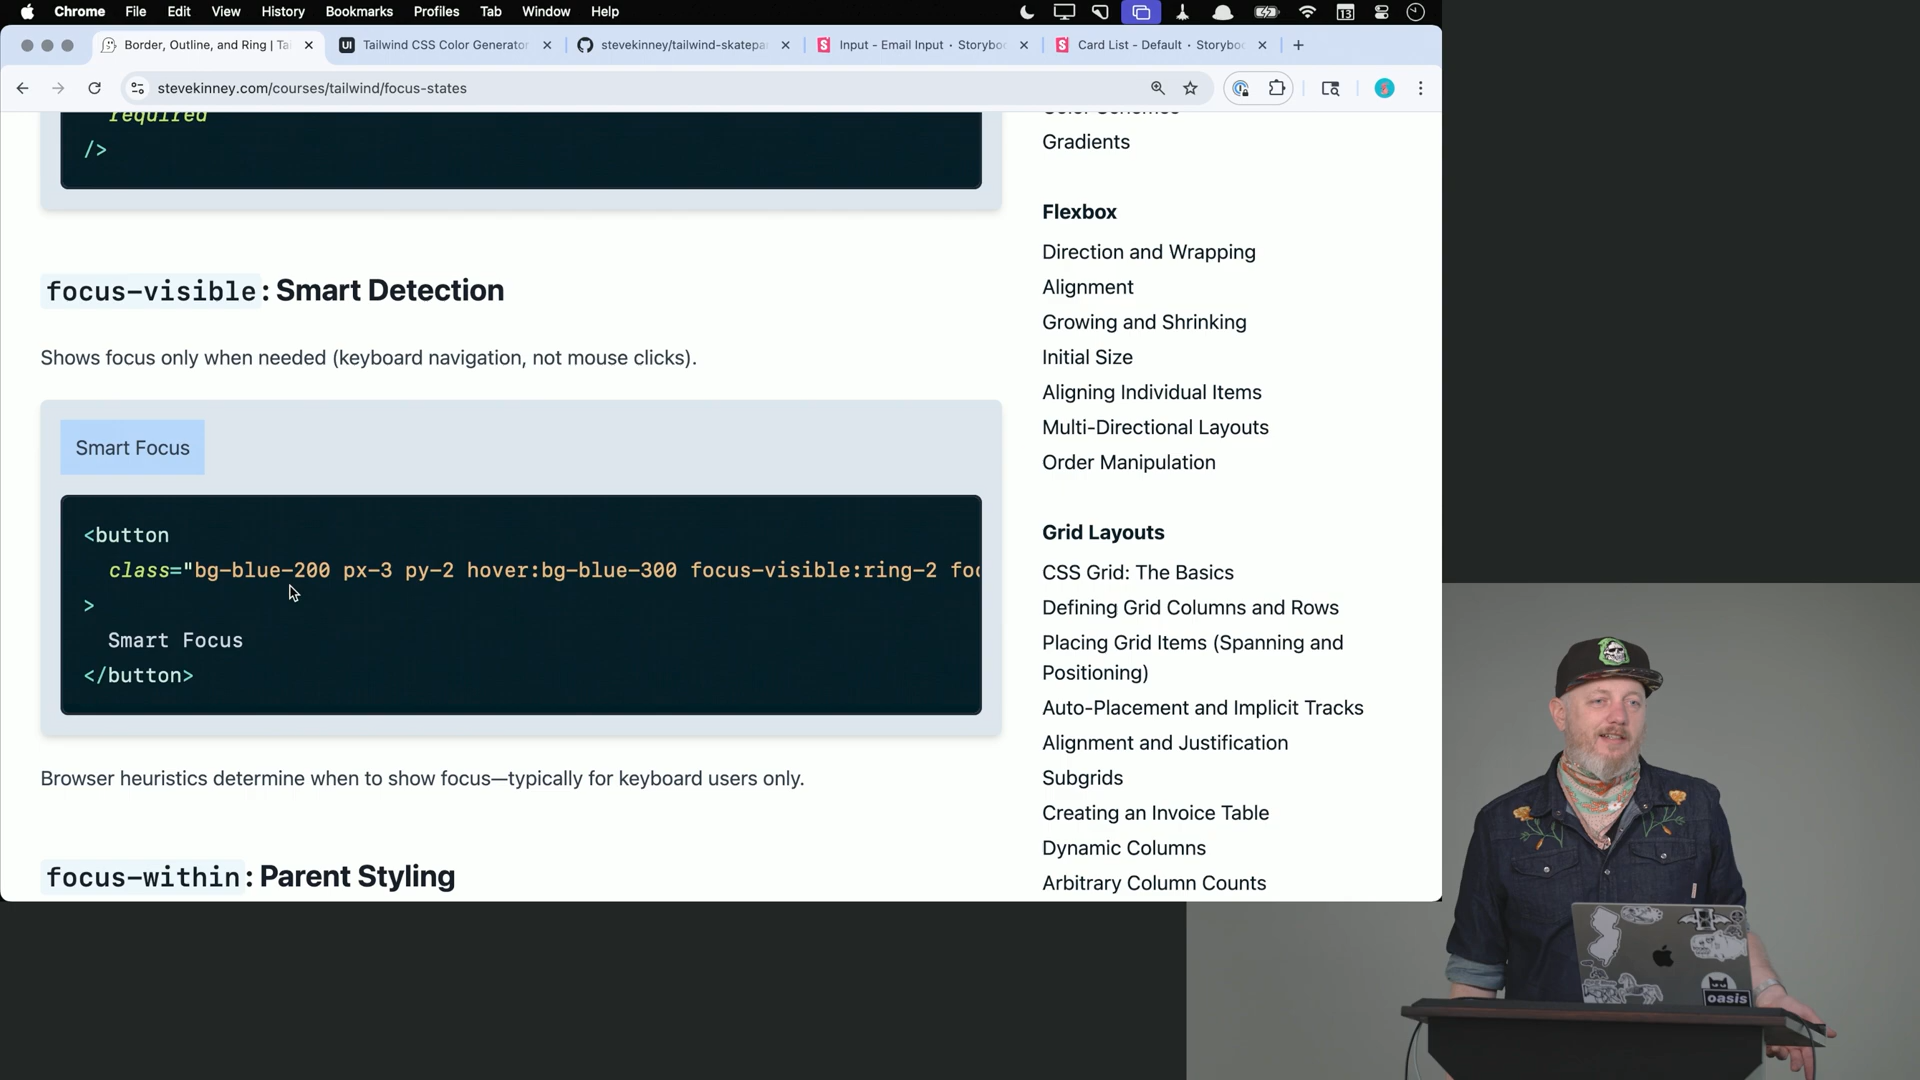 Chrome File Edit View History Bookmarks Profiles Tab Window Help
13
Border, Outline, and Ring | Tai
Tailwind CSS Color Generator
stevekinney/tailwind-skatepa
Input - Email Input · Storyboo
Card List - Default · Storyboo
stevekinney.com/courses/tailwind/focus-states
required
/>
focus-visible: Smart Detection
Shows focus only when needed (keyboard navigation, not mouse clicks).
Smart Focus
<button
class="bg-blue-200 px-3 py-2 hover:bg-blue-300 focus-visible:ring-2 foc
>
Smart Focus
</button>
Browser heuristics determine when to show focus—typically for keyboard users only.
focus-within: Parent Styling
Color Schemes
Gradients
Flexbox
Direction and Wrapping
Alignment
Growing and Shrinking
Initial Size
Aligning Individual Items
Multi-Directional Layouts
Order Manipulation
Grid Layouts
CSS Grid: The Basics
Defining Grid Columns and Rows
Placing Grid Items (Spanning and
Positioning)
Auto-Placement and Implicit Tracks
Alignment and Justification
Subgrids
Creating an Invoice Table
Dynamic Columns
Arbitrary Column Counts
oasis